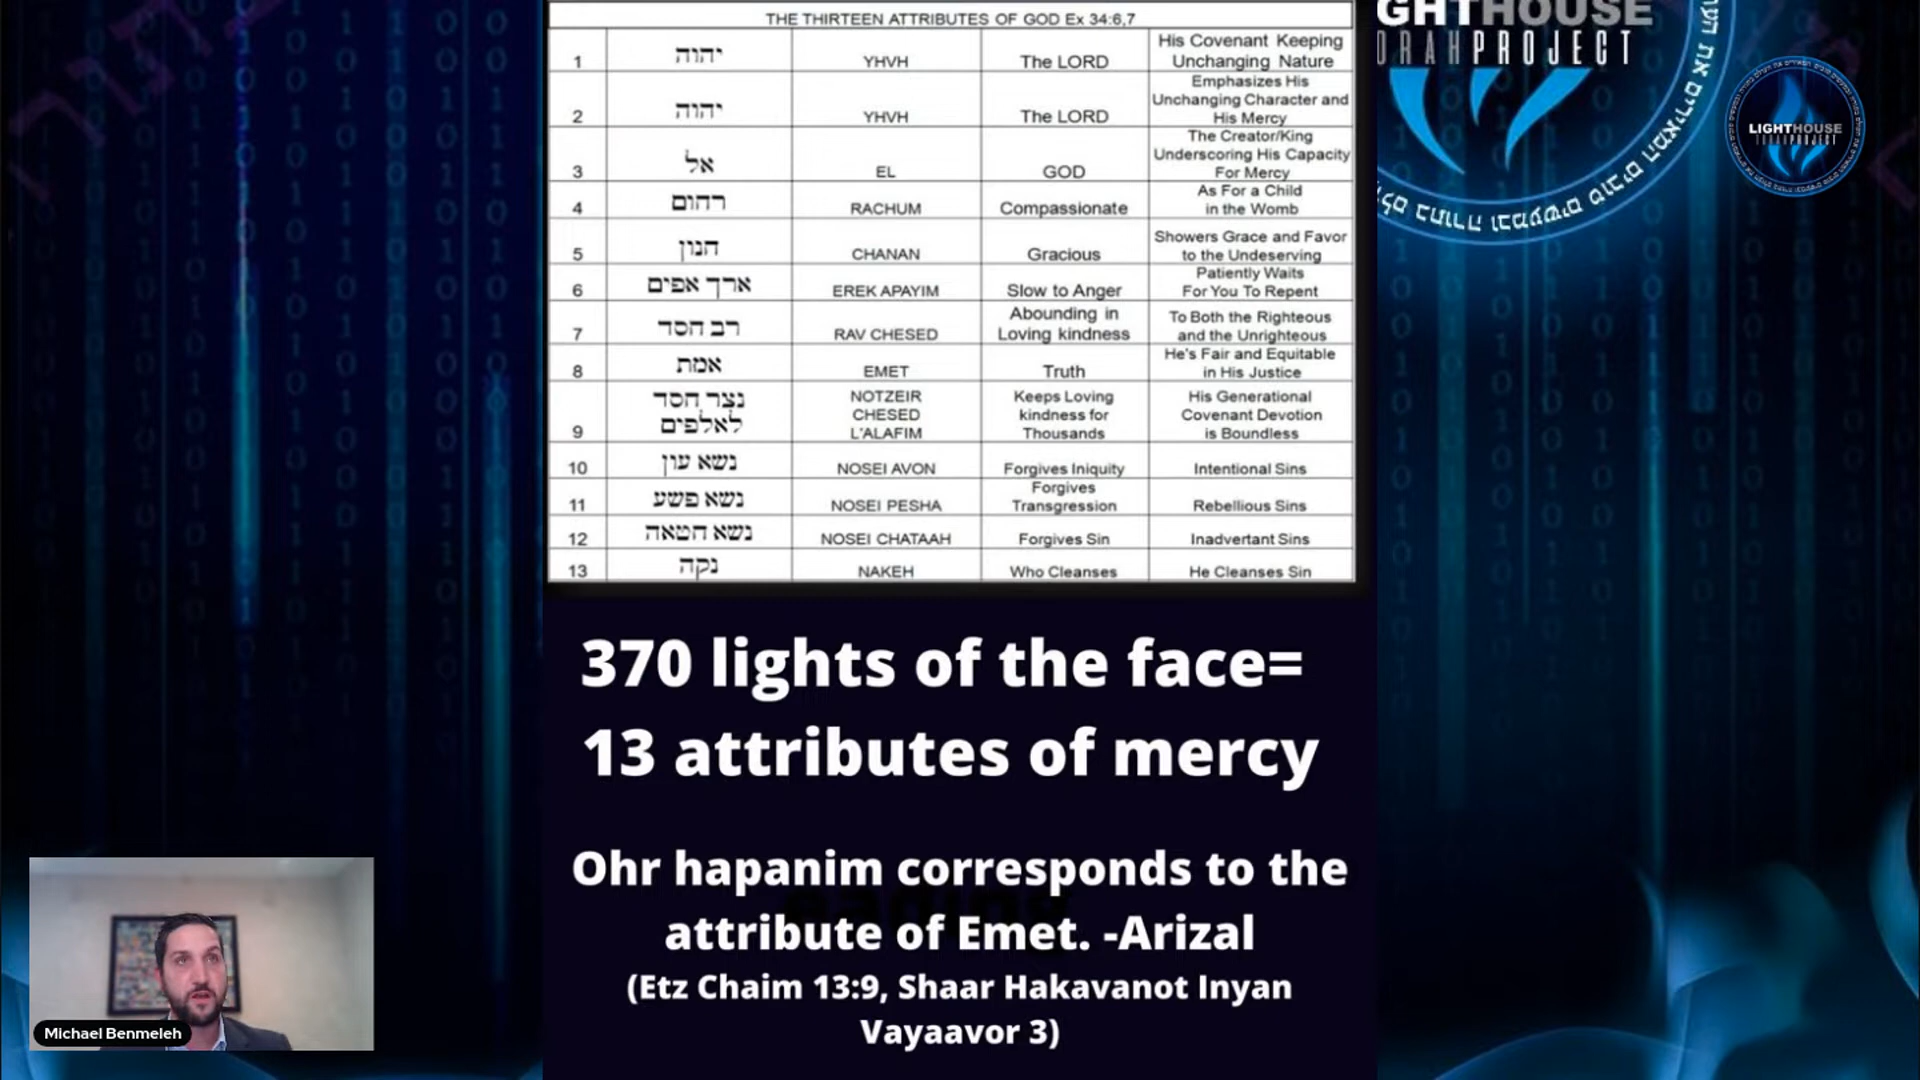 THE THIRTEEN ATTRIBUTES OF GOD Ex 34:6,7
1 יהוה YHVH The LORD His Covenant Keeping
Unchanging Nature
2 יהוה YHVH The LORD Emphasizes His
Unchanging Character and
His Mercy
3 אל EL GOD The Creator/King
Underscoring His Capacity
For Mercy
4 רחום RACHUM Compassionate As For a Child
in the Womb
5 חנון CHANAN Gracious Showers Grace and Favor
to the Undeserving
6 ארך אפים EREK APAYIM Slow to Anger Patiently Waits
For You To Repent
7 רב חסד RAV CHESED Abounding in
Loving kindness
To Both the Righteous
and the Unrighteous
8 אמת EMET Truth He's Fair and Equitable
in His Justice
9 נצר חסד
לאלפים
NOTZEIR
CHESED
L'ALAFIM
Keeps Loving
kindness for
Thousands
His Generational
Covenant Devotion
is Boundless
10 נשא עון NOSEI AVON Forgives Iniquity Intentional Sins
11 נשא פשע NOSEI PESHA Forgives
Transgression
Rebellious Sins
12 נשא חטאה NOSEI CHATAAH Forgives Sin Inadvertant Sins
13 נקה NAKEH Who Cleanses He Cleanses Sin
370 lights of the face=
13 attributes of mercy
Ohr hapanim corresponds to the
attribute of Emet. -Arizal
(Etz Chaim 13:9, Shaar Hakavanot Inyan
Vayaavor 3)
GHTHOUSE
ORAHPROJECT
LIGHTHOUSE
TORAHPROJECT
Michael Benmeleh